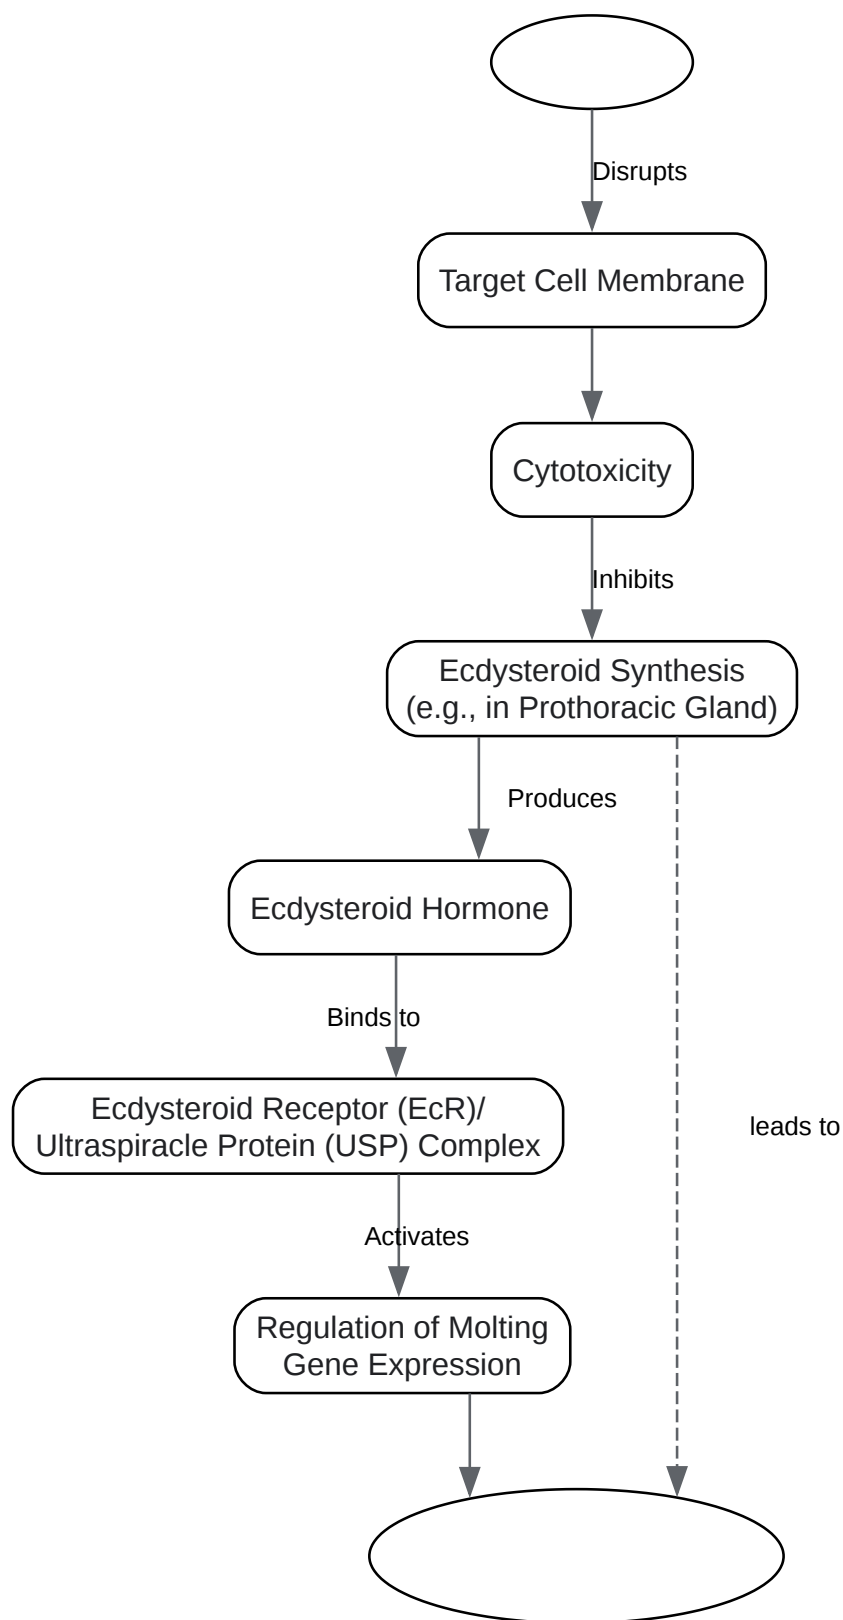 Disrupts
Target Cell Membrane
Cytotoxicity
Inhibits
Ecdysteroid Synthesis
(e.g., in Prothoracic Gland)
Produces
Ecdysteroid Hormone
Binds to
Ecdysteroid Receptor (EcR)/
Ultraspiracle Protein (USP) Complex
leads to
Activates
Regulation of Molting
Gene Expression